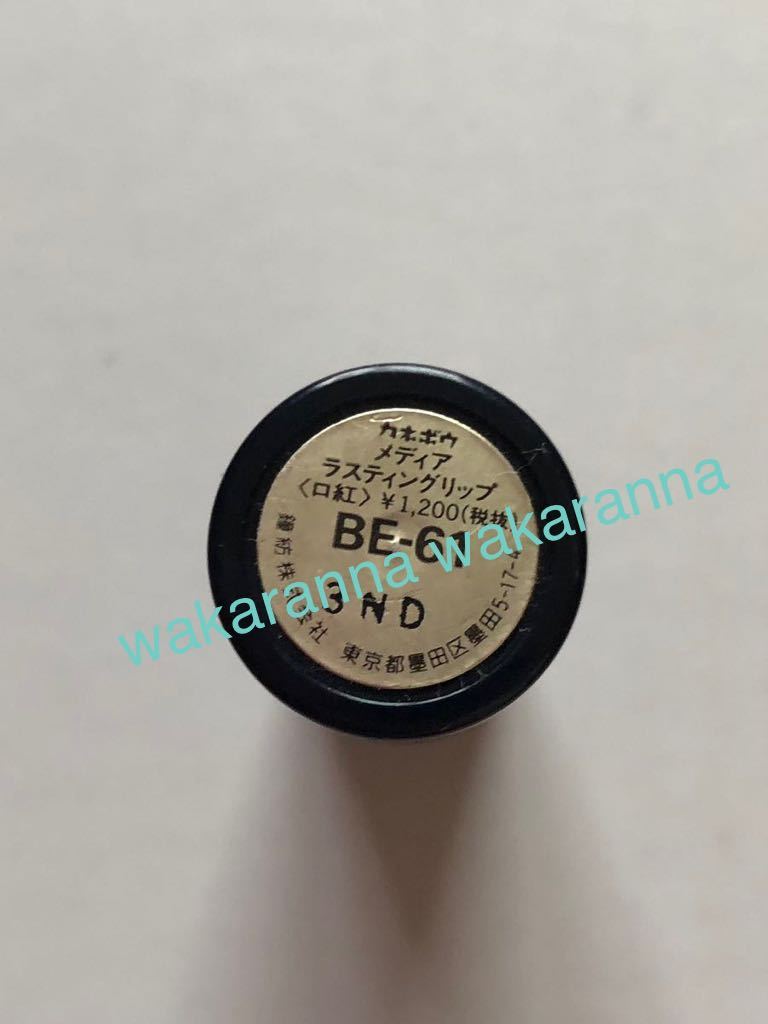 カネボウ
メディア
ラスティングリップ
〈口紅〉¥1,200(税抜
BE-61
3ND
鐘紡株式会社 東京都墨田区墨田5-17-4
wakaranna wakaranna